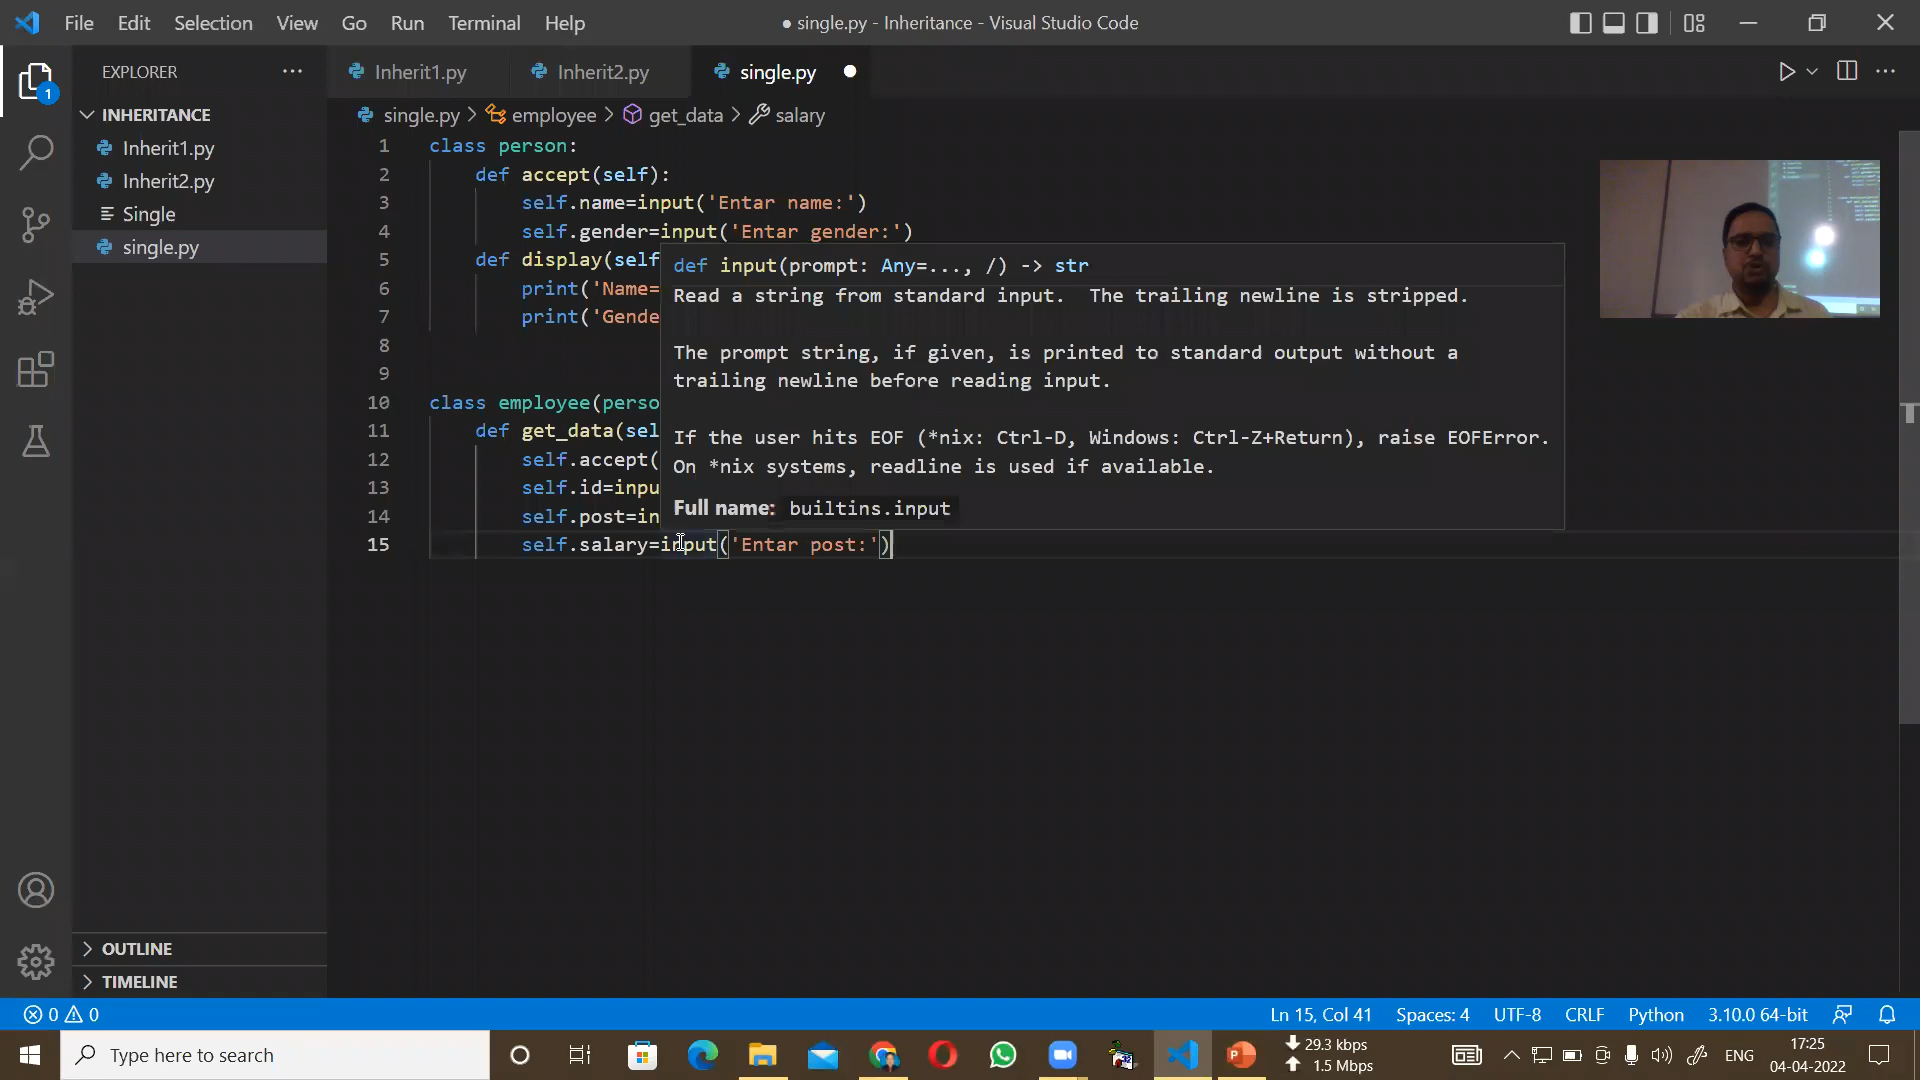 File Edit Selection View Go Run Terminal Help
● single.py - Inheritance - Visual Studio Code
EXPLORER ···
Inherit1.py Inherit2.py single.py ●
INHERITANCE
Inherit1.py
Inherit2.py
Single
single.py
1
single.py > employee > get_data > salary
1 class person:
2 def accept(self):
3 self.name=input('Entar name:')
4 self.gender=input('Entar gender:')
5 def display(self
6 print('Name=
7 print('Gende
8
9
10 class employee(perso
11 def get_data(sel
12 self.accept(
13 self.id=inpu
14 self.post=in
15 self.salary=input('Entar post:')
def input(prompt: Any=..., /) -> str
Read a string from standard input. The trailing newline is stripped.
The prompt string, if given, is printed to standard output without a
trailing newline before reading input.
If the user hits EOF (*nix: Ctrl-D, Windows: Ctrl-Z+Return), raise EOFError.
On *nix systems, readline is used if available.
Full name: builtins.input
OUTLINE
TIMELINE
0 0
Ln 15, Col 41 Spaces: 4 UTF-8 CRLF Python 3.10.0 64-bit
Type here to search
29.3 kbps
1.5 Mbps
ENG
17:25
04-04-2022